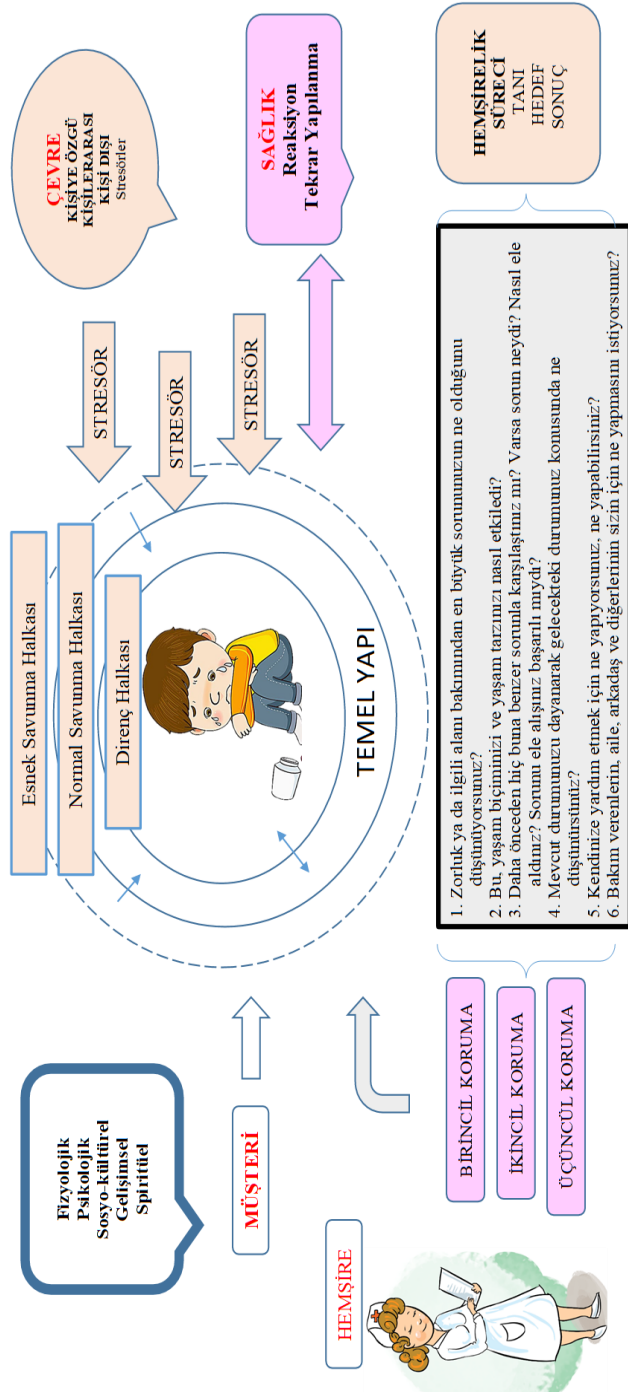 Fizyolojik
Psikolojik
Sosyo-kültürel
Gelişimsel
Spiritüel
MÜŞTERİ
HEMŞİRE
Esnek Savunma Halkası
Normal Savunma Halkası
Direnç Halkası
TEMEL YAPI
STRESÖR
STRESÖR
STRESÖR
ÇEVRE
KİŞİYE ÖZGÜ
KİŞİLERARASI
KİŞİ DIŞI
Stresörler
SAĞLIK
Reaksiyon
Tekrar Yapılanma
BİRİNCİL KORUMA
İKİNCİL KORUMA
ÜÇÜNCÜL KORUMA
1. Zorluk ya da ilgili alanı bakımından en büyük sorununuzun ne olduğunu
düşünüyorsunuz?
2. Bu, yaşam biçiminizi ve yaşam tarzınızı nasıl etkiledi?
3. Daha önceden hiç buna benzer sorunla karşılaştınız mı? Varsa sorun neydi? Nasıl ele
aldınız? Sorunu ele alışınız başarılı mıydı?
4. Mevcut durumunuzu dayanarak gelecekteki durumunuz konusunda ne
düşünürsünüz?
5. Kendinize yardım etmek için ne yapıyorsunuz, ne yapabilirsiniz?
6. Bakım verenlerin, aile, arkadaş ve diğerlerinin sizin için ne yapmasını istiyorsunuz?
HEMŞİRELİK
SÜRECİ
TANI
HEDEF
SONUÇ